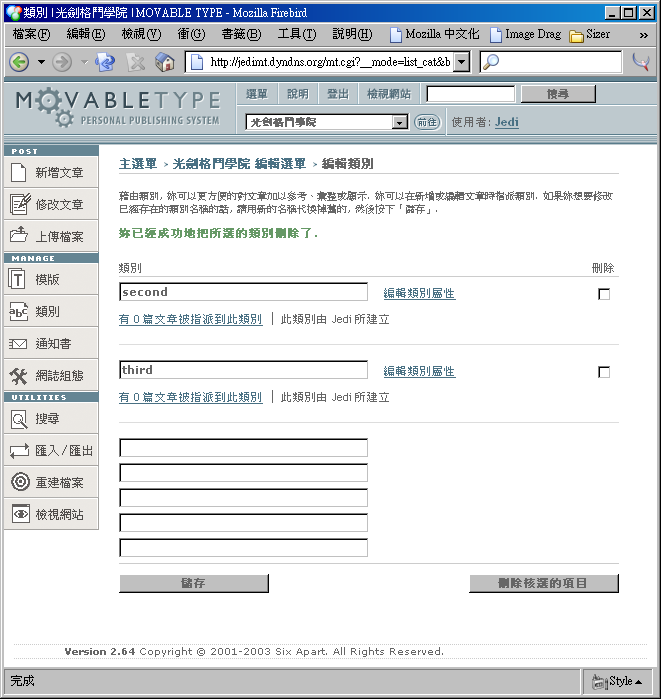 類別 | 光劍格鬥學院 | MOVABLE TYPE - Mozilla Firebird
檔案(F) 編輯(E) 檢視(V) 衝(G) 書籤(B) 工具(T) 說明(H) Mozilla 中文化 Image Drag Sizer »
http://jedimt.dyndns.org/mt.cgi?__mode=list_cat&b
MOVABLETYPE
PERSONAL PUBLISHING SYSTEM
選單 說明 登出 檢視網站 搜尋
光劍格鬥學院 前往 使用者: Jedi
POST
新增文章
修改文章
上傳檔案
MANAGE
模版
類別
通知書
網誌組態
UTILITIES
搜尋
匯入/匯出
重建檔案
檢視網站
主選單 > 光劍格鬥學院 編輯選單 > 編輯類別
藉由類別，妳可以更方便的對文章加以參考、彙整或顯示．妳可以在新增或編輯文章時指派類別．如果妳想要修改
已經存在的類別名稱的話，請用新的名稱代換掉舊的，然後按下「儲存」．
妳已經成功地把所選的類別刪除了．
類別 刪除
second 編輯類別屬性
有 0 篇文章被指派到此類別 | 此類別由 Jedi 所建立
third 編輯類別屬性
有 0 篇文章被指派到此類別 | 此類別由 Jedi 所建立
儲存 刪除核選的項目
Version 2.64 Copyright © 2001-2003 Six Apart. All Rights Reserved.
完成 Style